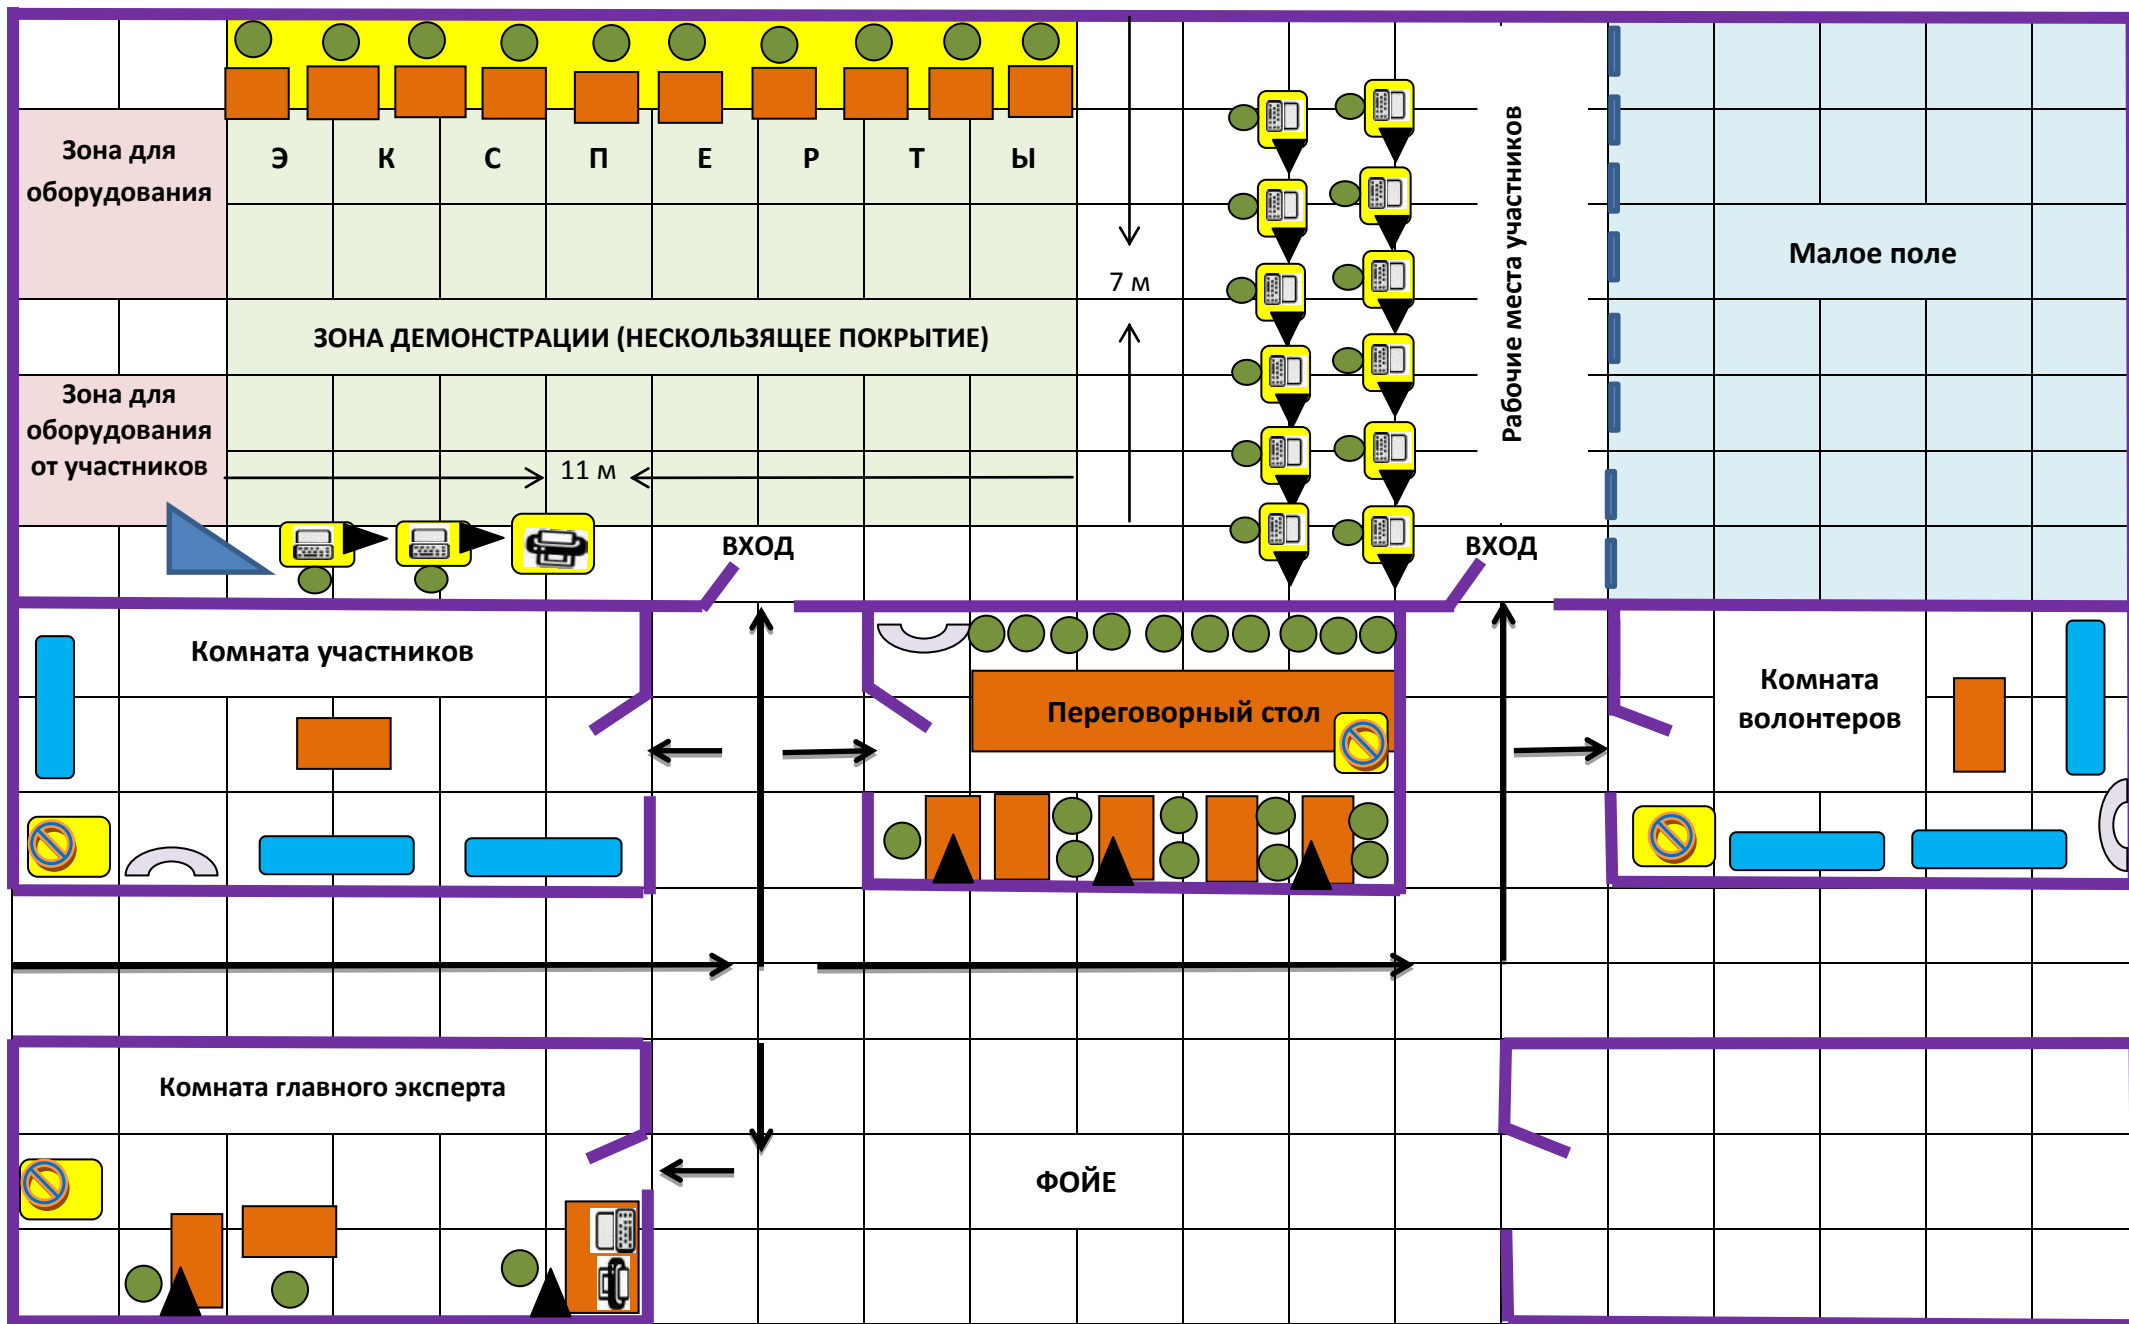 Зона для
оборудования
Э К С П Е Р Т Ы
7 м
Рабочие места участников
Малое поле
ЗОНА ДЕМОНСТРАЦИИ (НЕСКОЛЬЗЯЩЕЕ ПОКРЫТИЕ)
Зона для
оборудования
от участников
11 м
ВХОД
ВХОД
Комната участников
Переговорный стол
Комната
волонтеров
Комната главного эксперта
ФОЙЕ